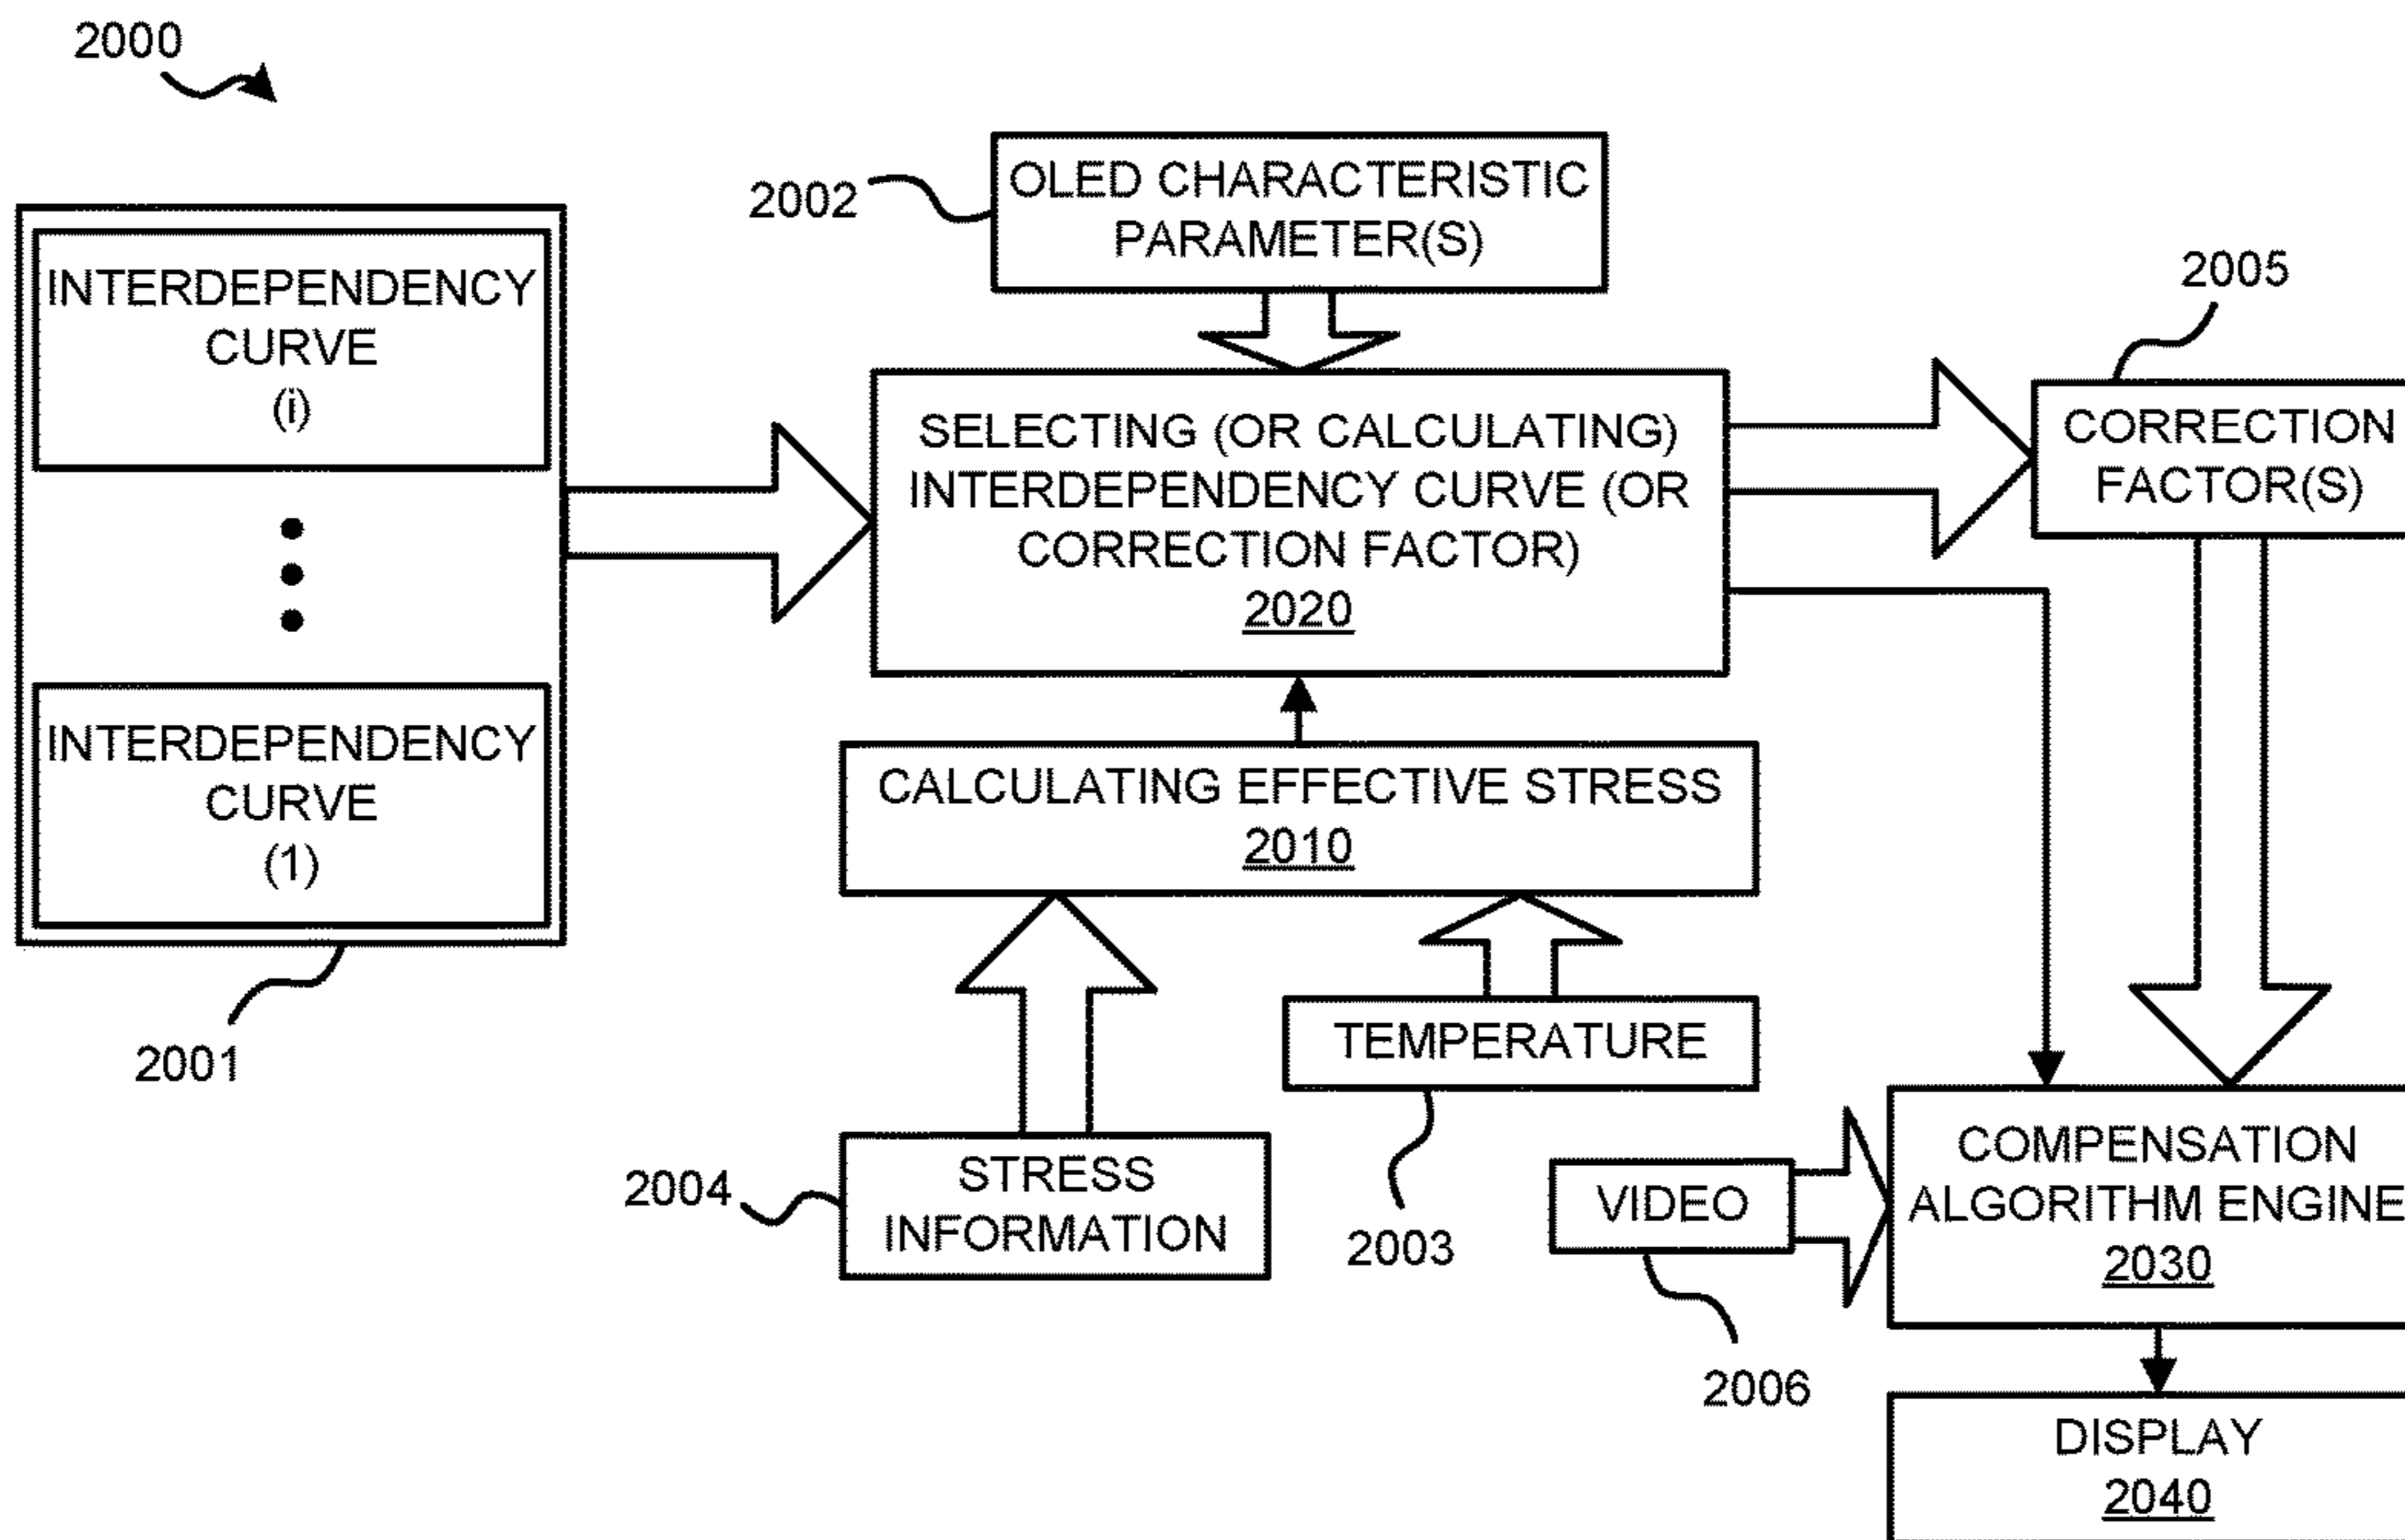 2000
OLED CHARACTERISTIC
PARAMETER(S)
2002
2005
INTERDEPENDENCY
CURVE
(i)
SELECTING (OR CALCULATING)
INTERDEPENDENCY CURVE (OR
CORRECTION FACTOR)
2020
CORRECTION
FACTOR(S)
INTERDEPENDENCY
CURVE
(1)
2001
CALCULATING EFFECTIVE STRESS
2010
TEMPERATURE
2003
STRESS
INFORMATION
2004
VIDEO
2006
COMPENSATION
ALGORITHM ENGINE
2030
DISPLAY
2040